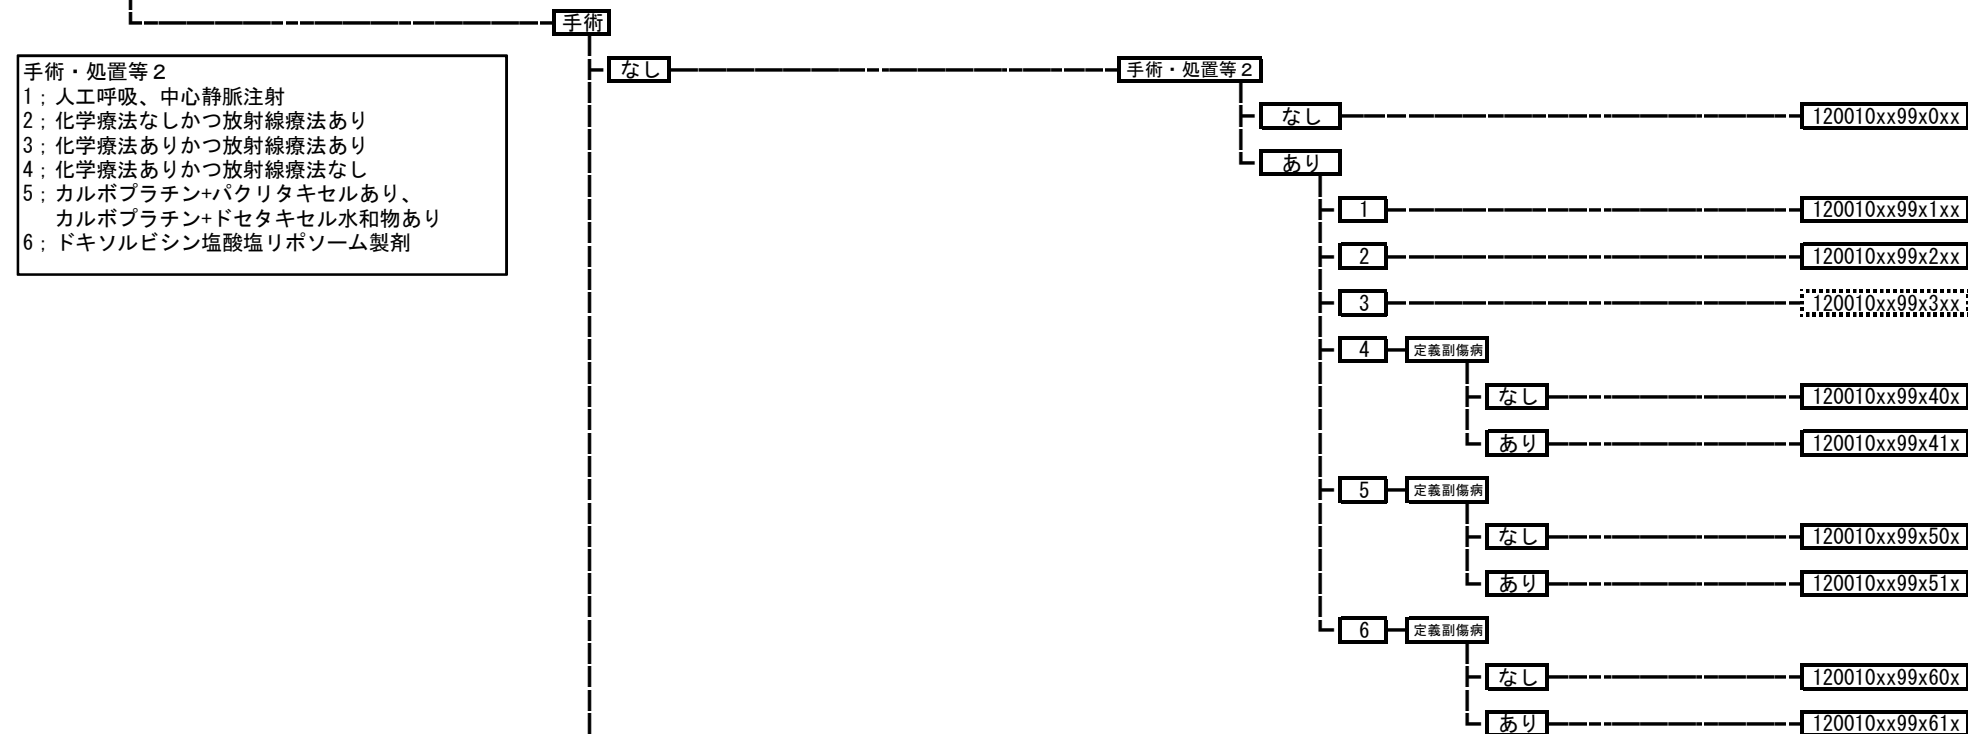 手術
手術・処置等２
1；人工呼吸、中心静脈注射
2；化学療法なしかつ放射線療法あり
3；化学療法ありかつ放射線療法あり
4；化学療法ありかつ放射線療法なし
5；カルボプラチン+パクリタキセルあり、
カルボプラチン+ドセタキセル水和物あり
6；ドキソルビシン塩酸塩リポソーム製剤
なし
手術・処置等２
なし
120010xx99x0xx
あり
1
120010xx99x1xx
2
120010xx99x2xx
3
120010xx99x3xx
4
定義副傷病
なし
120010xx99x40x
あり
120010xx99x41x
5
定義副傷病
なし
120010xx99x50x
あり
120010xx99x51x
6
定義副傷病
なし
120010xx99x60x
あり
120010xx99x61x